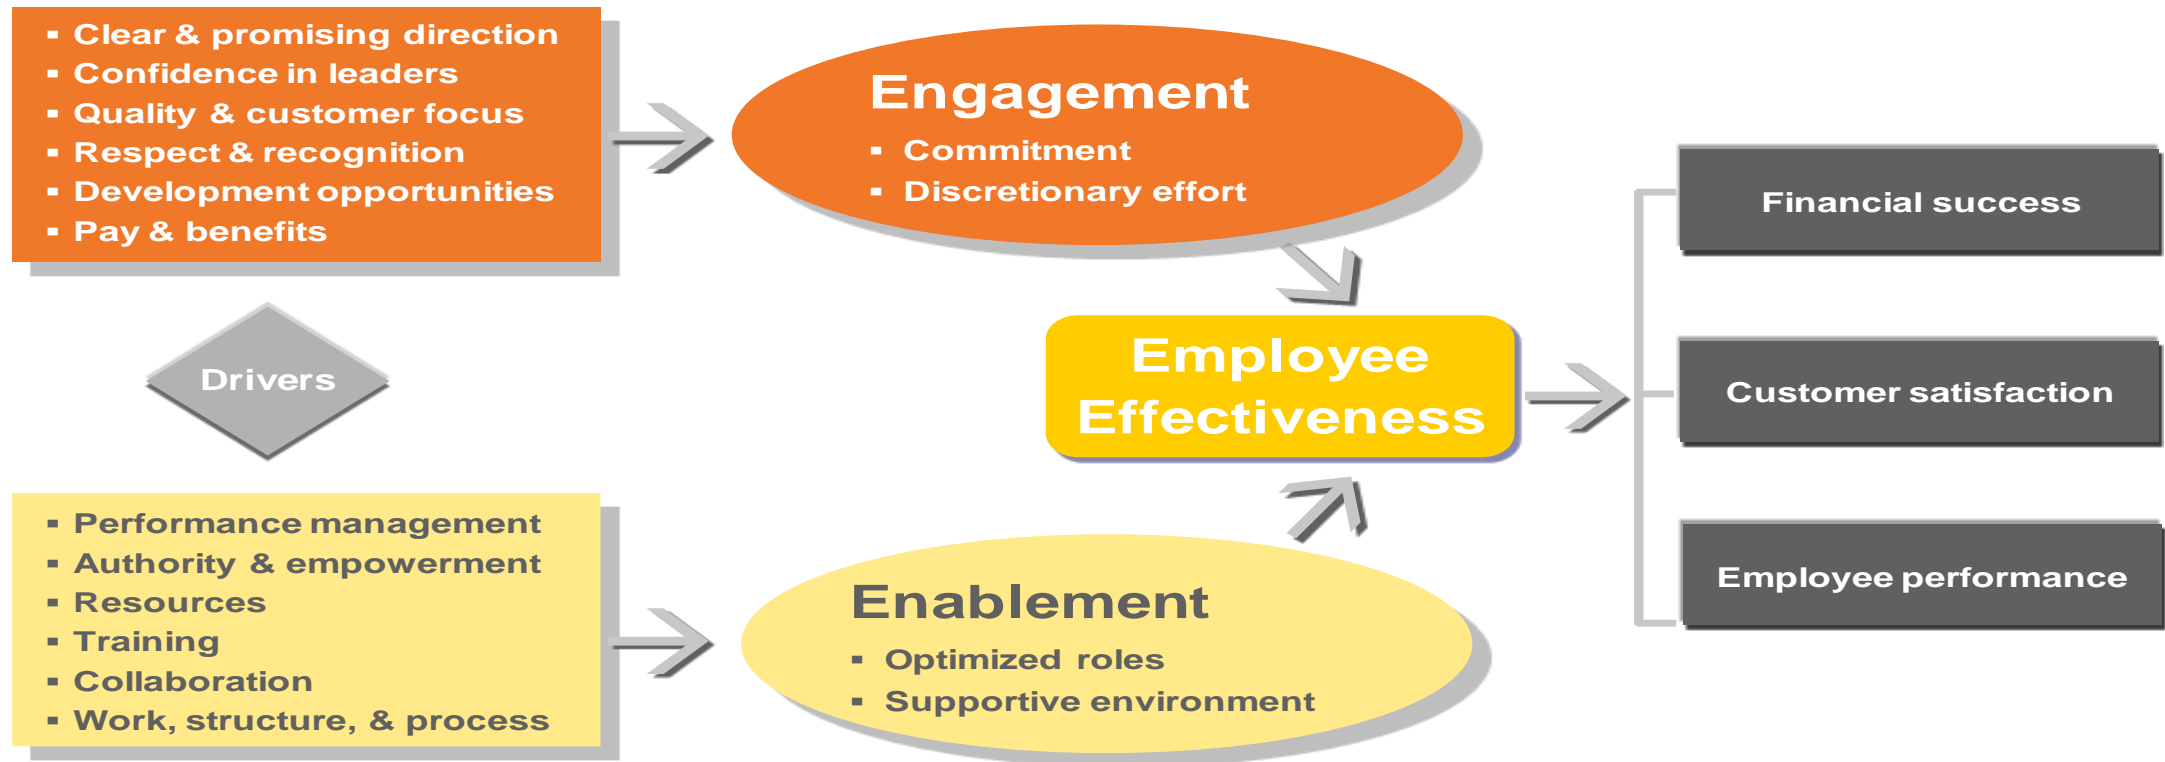 ▪ Clear & promising direction
▪ Confidence in leaders
▪ Quality & customer focus
▪ Respect & recognition
▪ Development opportunities
▪ Pay & benefits
Engagement
▪ Commitment
▪ Discretionary effort
Drivers
Employee
Effectiveness
Financial success
Customer satisfaction
Employee performance
▪ Performance management
▪ Authority & empowerment
▪ Resources
▪ Training
▪ Collaboration
▪ Work, structure, & process
Enablement
▪ Optimized roles
▪ Supportive environment